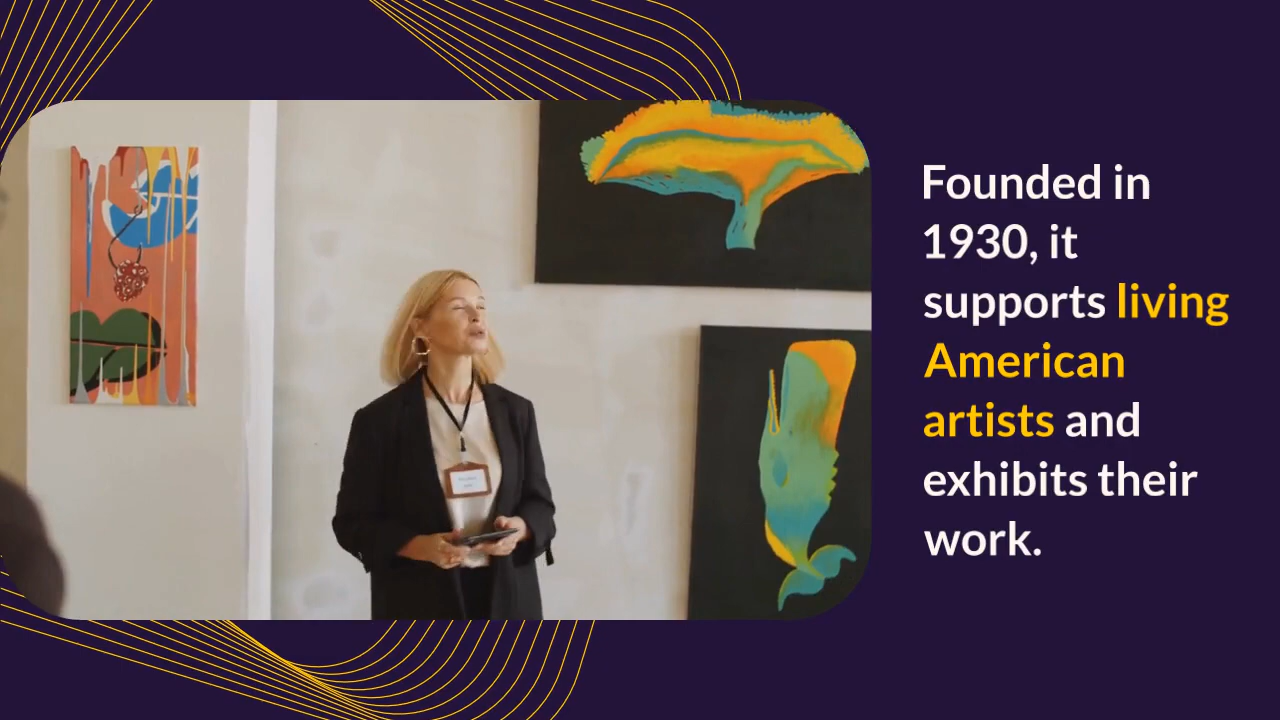 Founded in
1930, it
supports living
American
artists and
exhibits their
work.